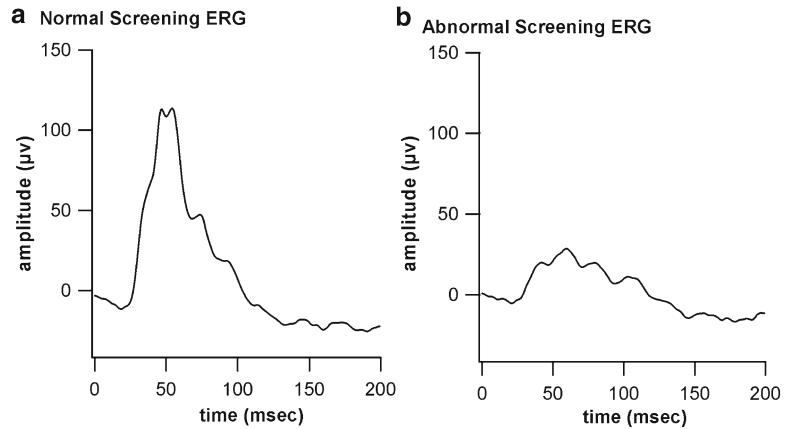 a Normal Screening ERG
150
100
50
0
amplitude (µv)
0 50 100 150 200
time (msec)
b Abnormal Screening ERG
150
100
50
0
amplitude (µv)
0 50 100 150 200
time (msec)